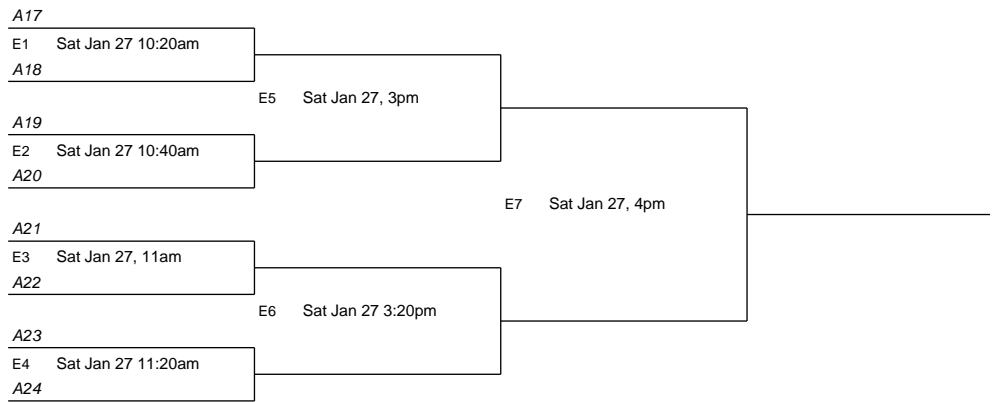 A17
E1 Sat Jan 27 10:20am
A18
E5 Sat Jan 27, 3pm
A19
E2 Sat Jan 27 10:40am
A20
E7 Sat Jan 27, 4pm
A21
E3 Sat Jan 27, 11am
A22
E6 Sat Jan 27 3:20pm
A23
E4 Sat Jan 27 11:20am
A24